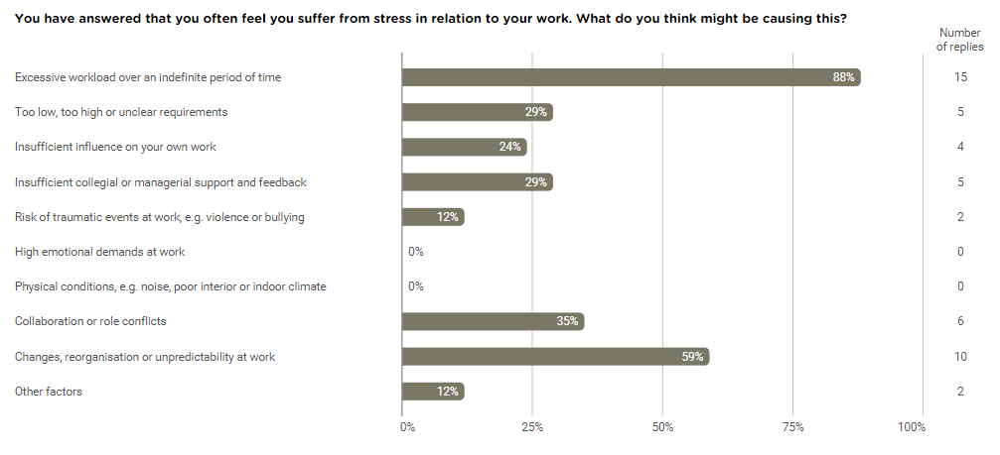 You have answered that you often feel you suffer from stress in relation to your work. What do you think might be causing this?
Number
of replies
Excessive workload over an indefinite period of time 88% 15
Too low, too high or unclear requirements 29% 5
Insufficient influence on your own work 24% 4
Insufficient collegial or managerial support and feedback 29% 5
Risk of traumatic events at work, e.g. violence or bullying 12% 2
High emotional demands at work 0% 0
Physical conditions, e.g. noise, poor interior or indoor climate 0% 0
Collaboration or role conflicts 35% 6
Changes, reorganisation or unpredictability at work 59% 10
Other factors 12% 2
0% 25% 50% 75% 100%